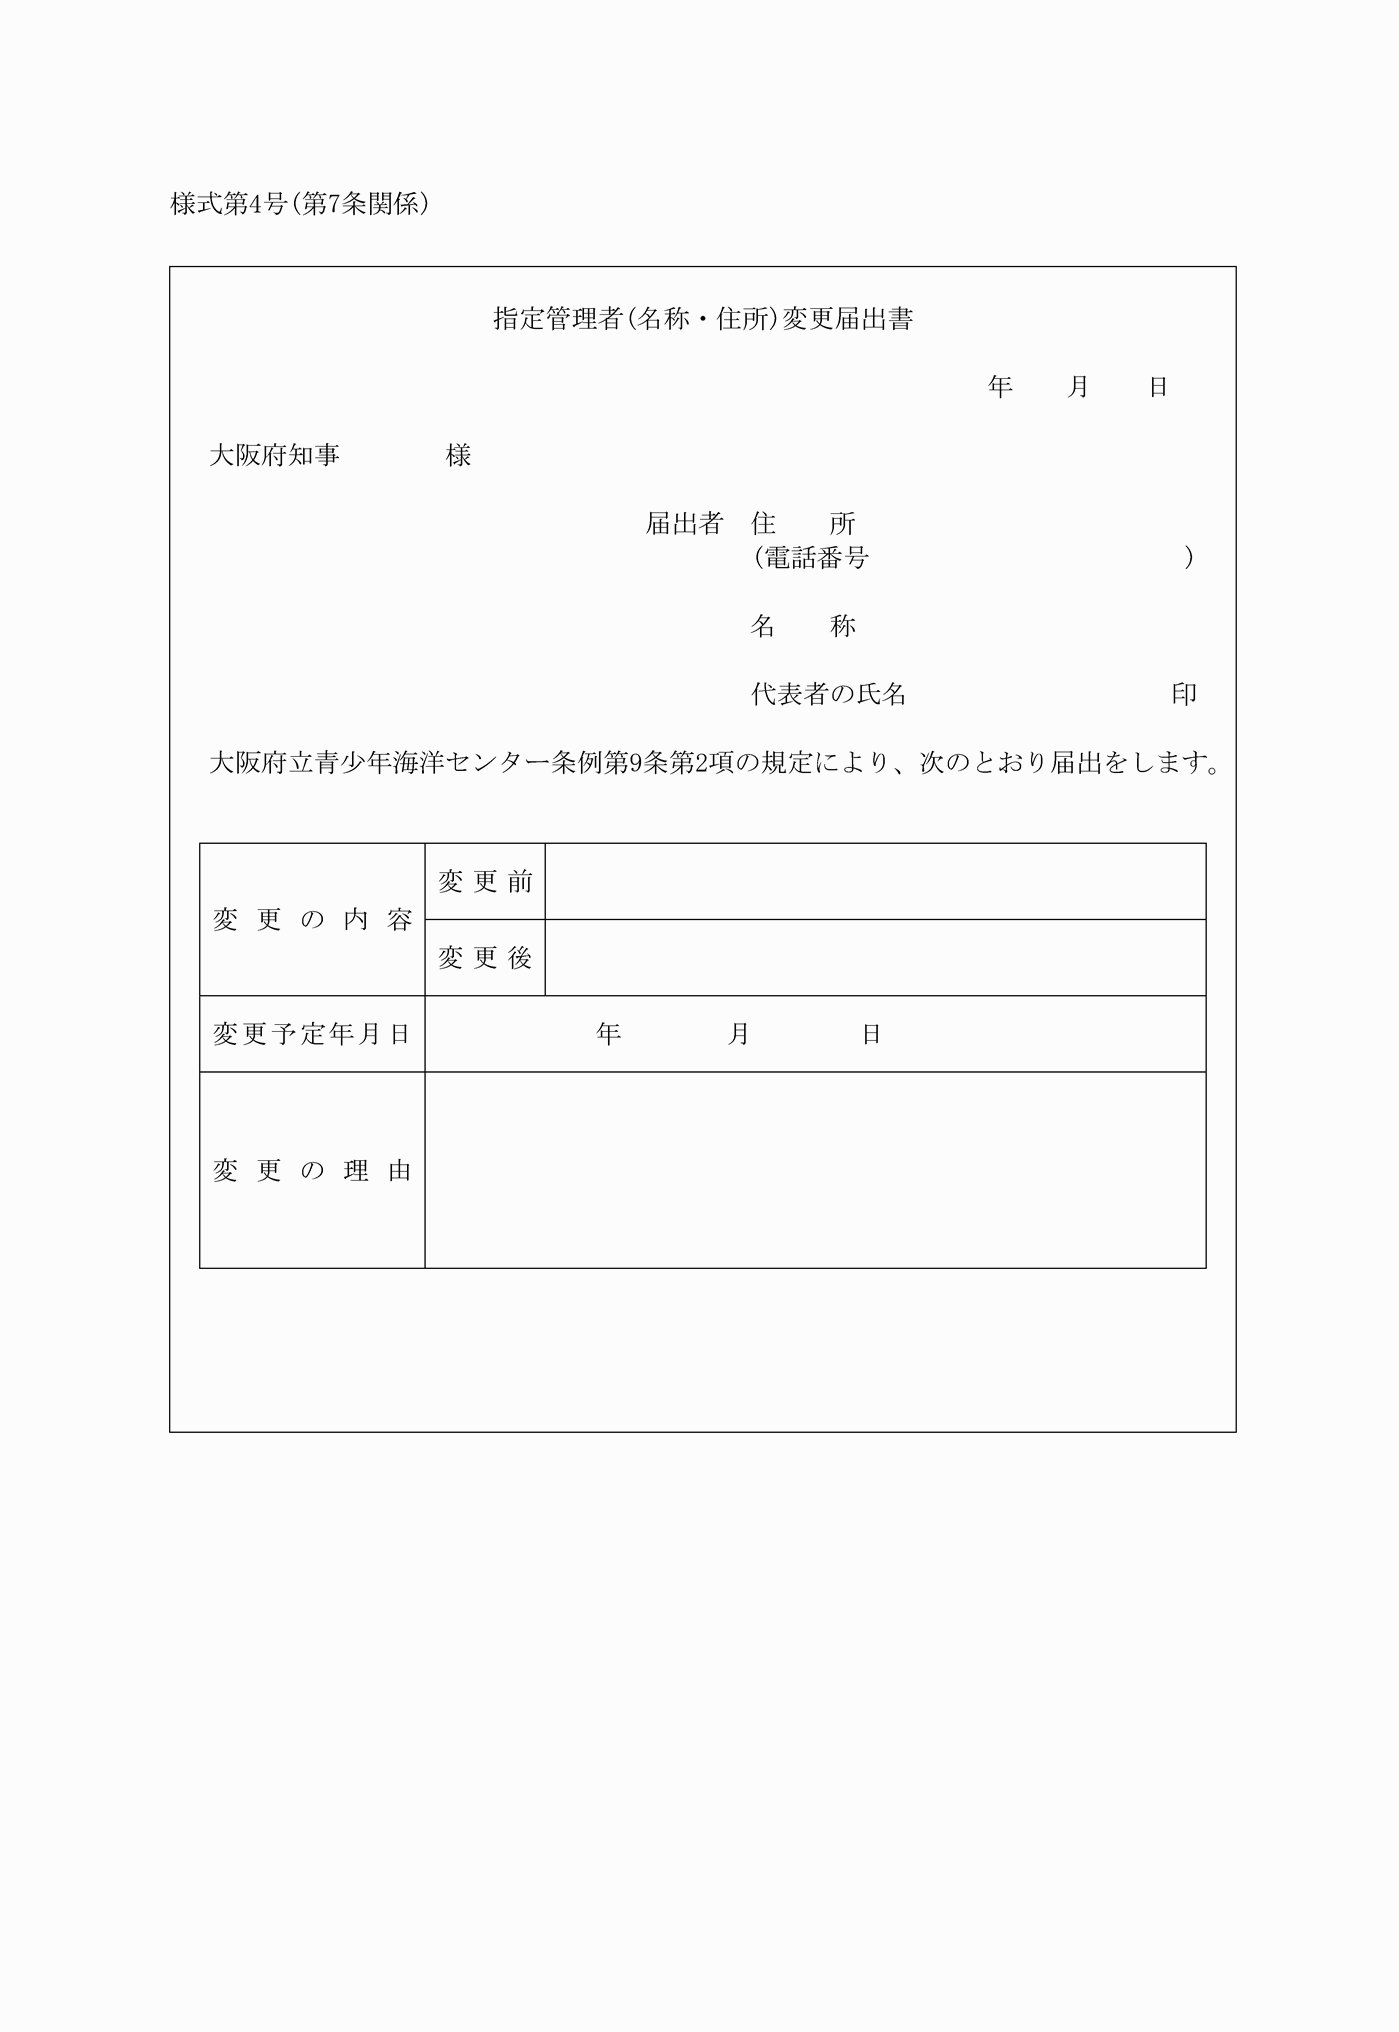 様式第4号(第7条関係)
指定管理者(名称・住所)変更届出書
年　　月　　日
大阪府知事　　　　様
届出者　住　　所
(電話番号　　　　　　　　　　　　)
名　　称
代表者の氏名　　　　　　　　　　印
大阪府立青少年海洋センター条例第9条第2項の規定により、次のとおり届出をします。
変更の内容
変更前
変更後
変更予定年月日　　年　　月　　日
変更の理由